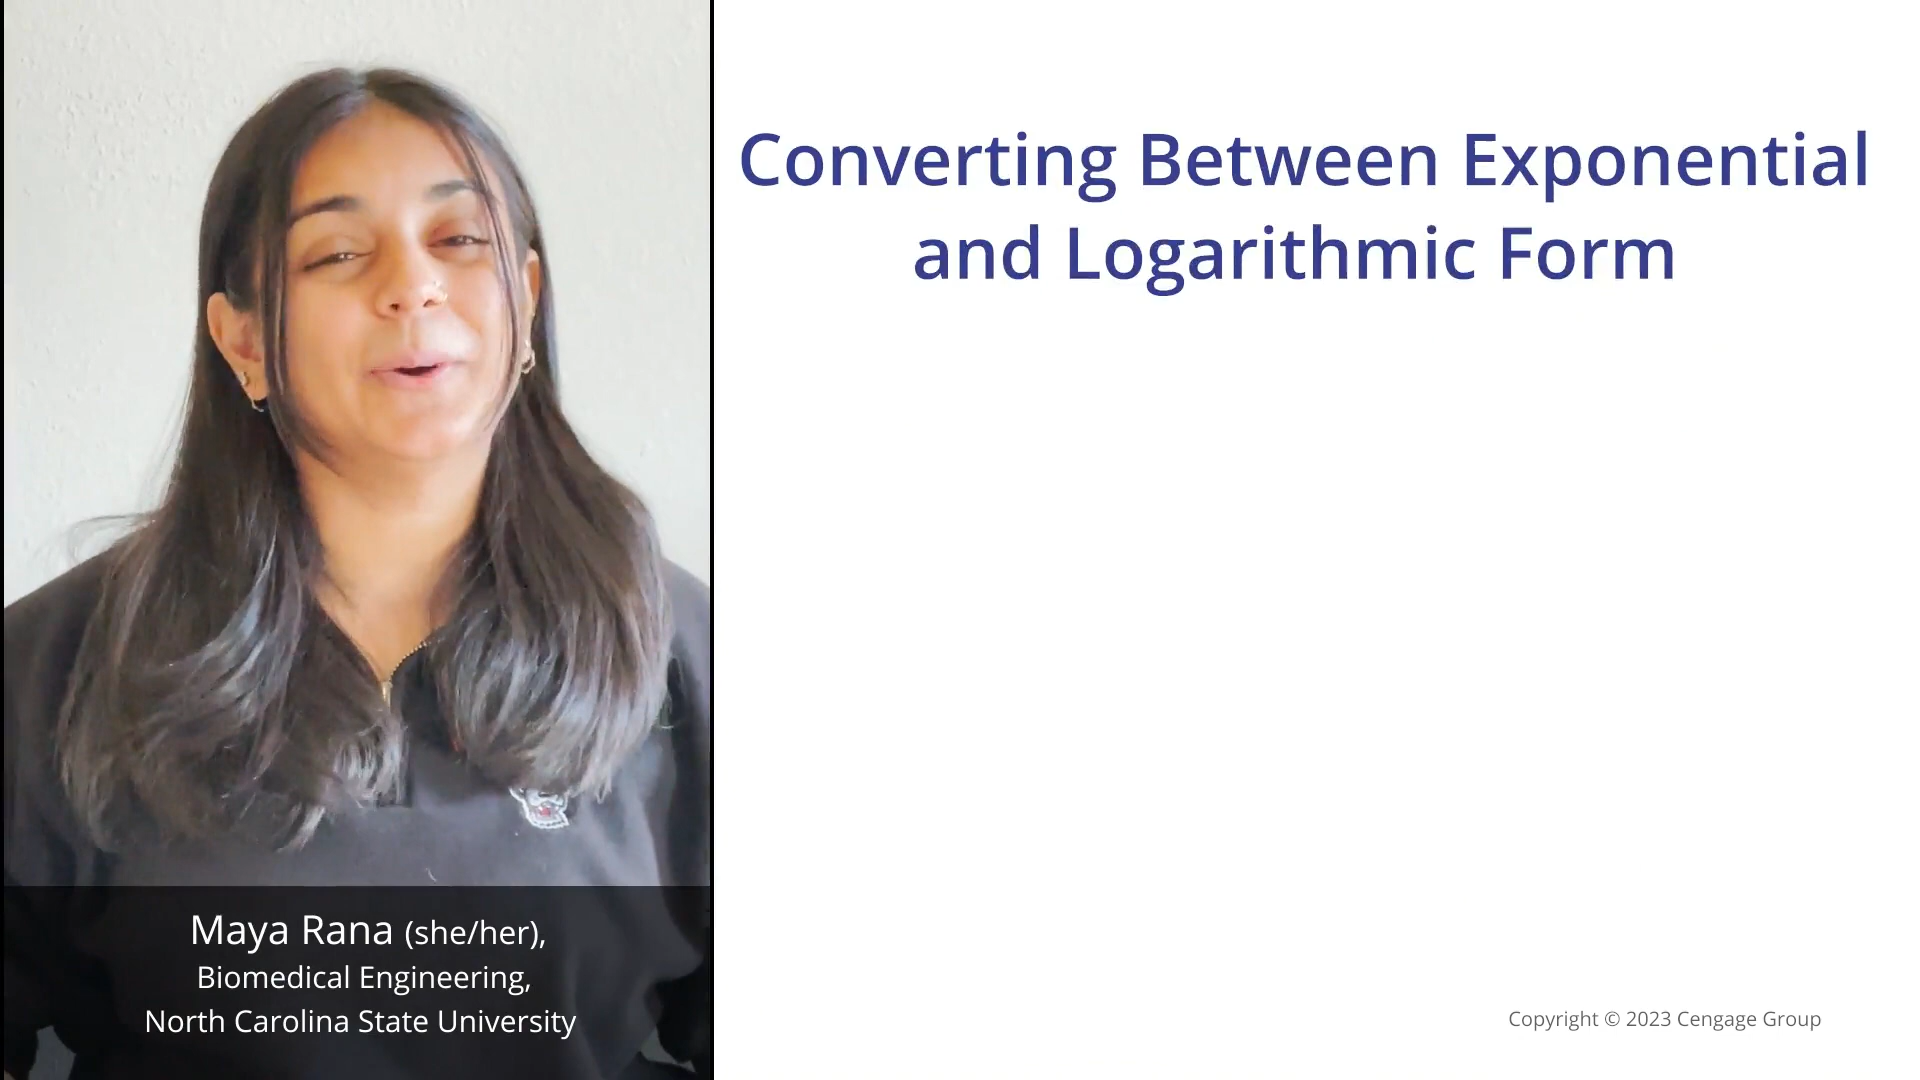 Converting Between Exponential
and Logarithmic Form
Maya Rana (she/her),
Biomedical Engineering,
North Carolina State University
Copyright © 2023 Cengage Group